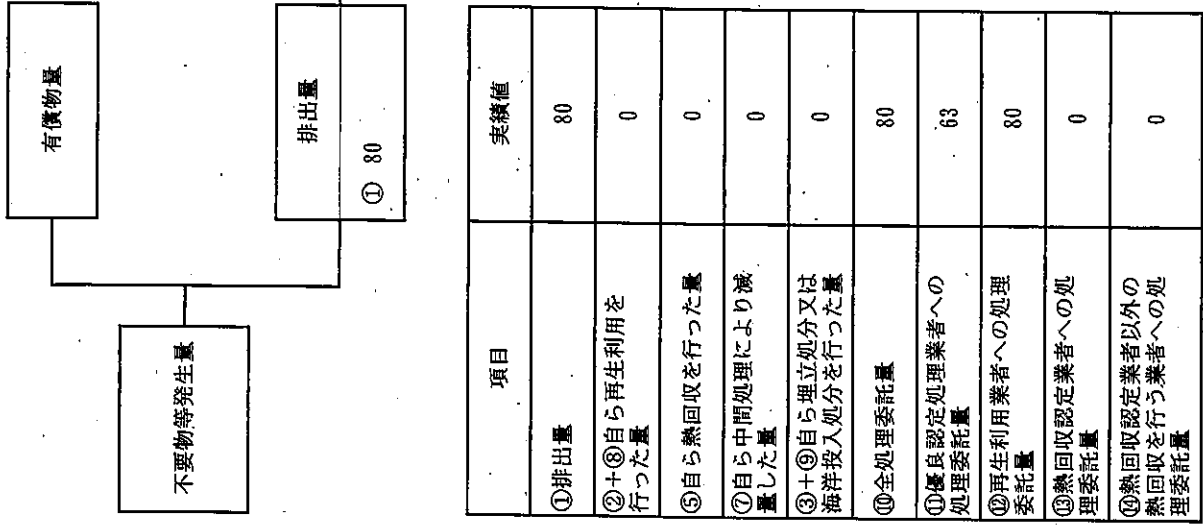 不要物等発生量
有償物量
排出量
① 80
項目
実績値
①排出量
80
②+⑧自ら再生利用を
行った量
0
⑤自ら熱回収を行った量
0
⑦自ら中間処理により減
量した量
0
③+⑨自ら埋立処分又は
海洋投入処分を行った量
0
⑩全処理委託量
80
⑪優良認定処理業者への
処理委託量
63
⑫再生利用業者への処理
委託量
80
⑬熱回収認定業者への処
理委託量
0
⑭熱回収認定業者以外の
熱回収を行う業者への処
理委託量
0